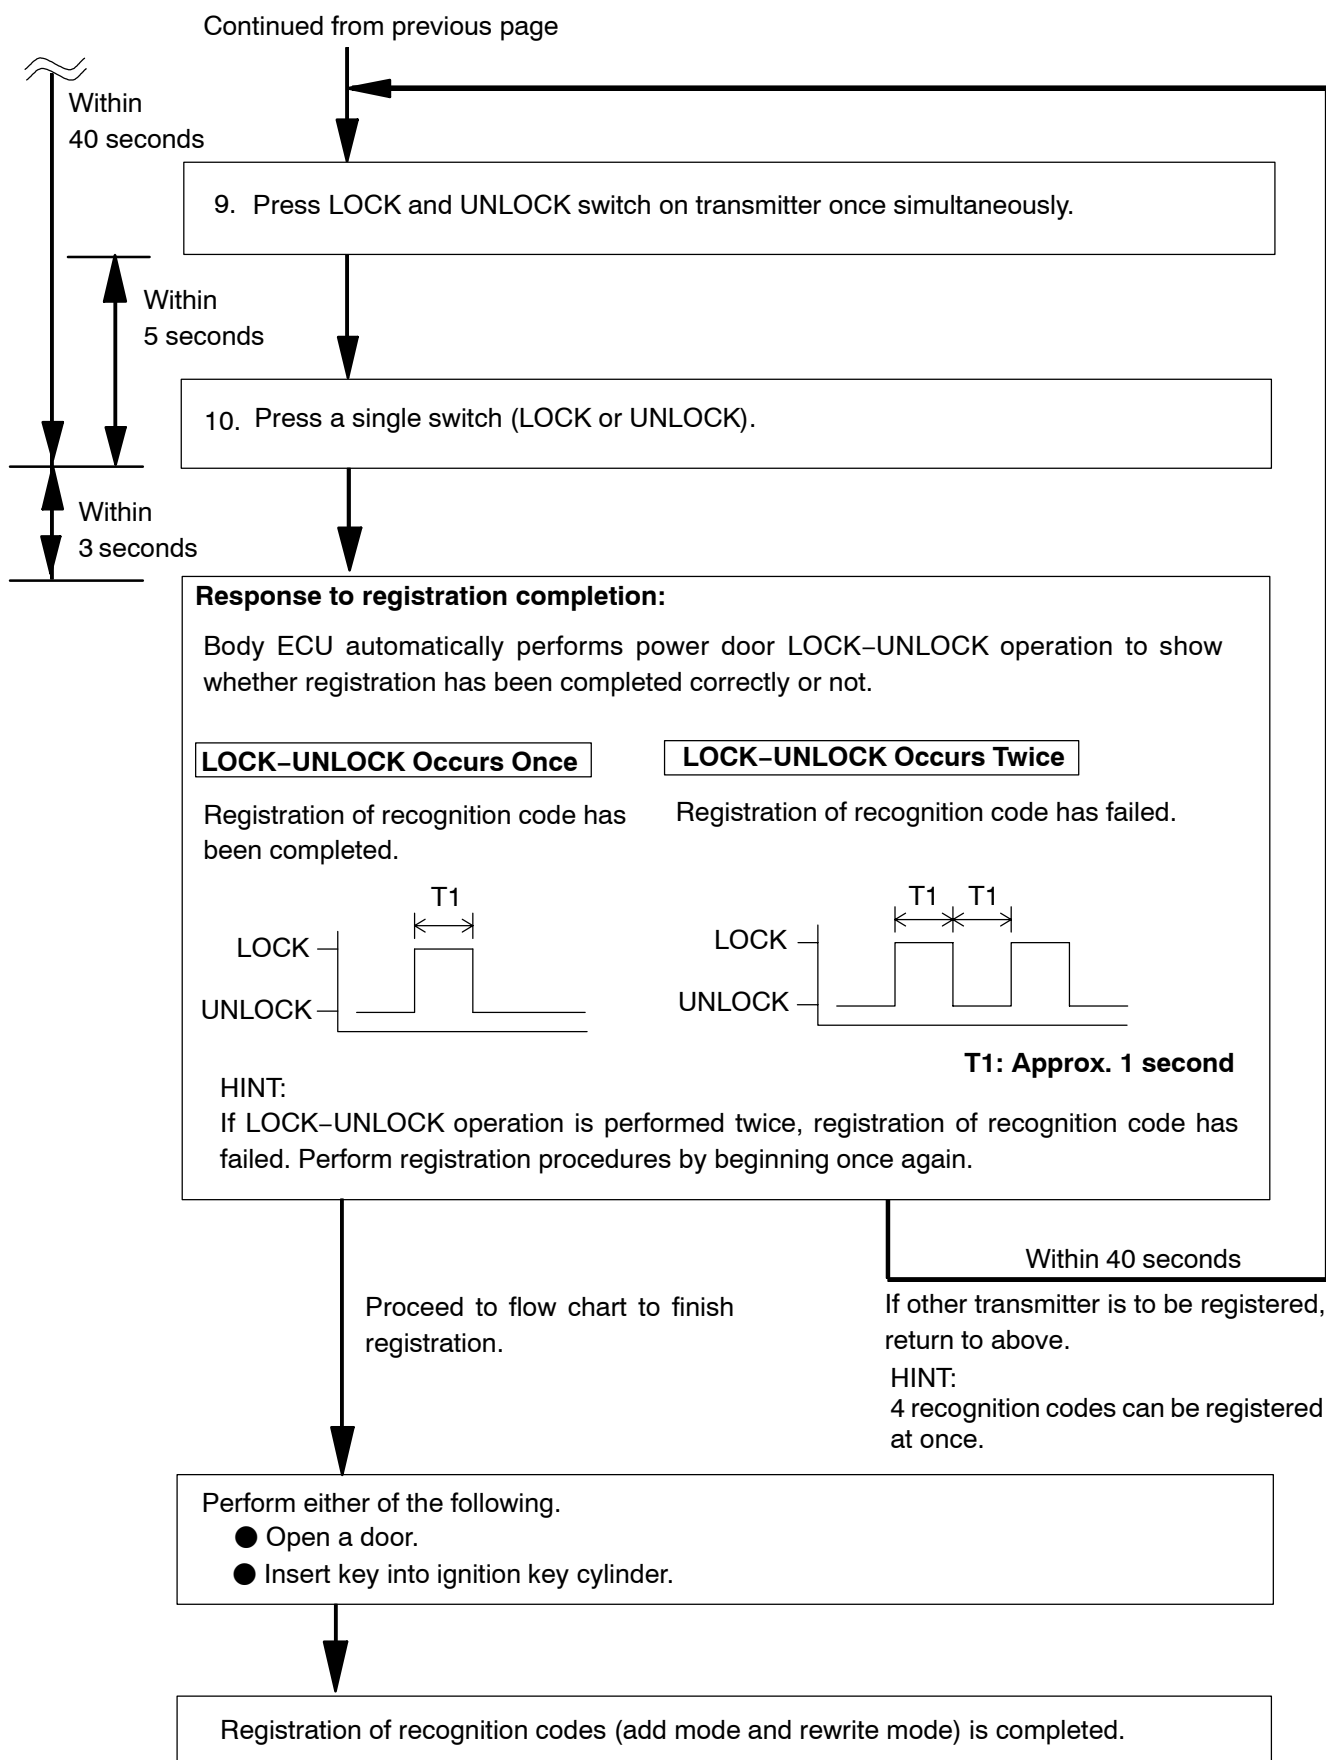 Continued from previous page
Within
40 seconds
9. Press LOCK and UNLOCK switch on transmitter once simultaneously.
Within
5 seconds
10. Press a single switch (LOCK or UNLOCK).
Within
3 seconds
Response to registration completion:
Body ECU automatically performs power door LOCK−UNLOCK operation to show
whether registration has been completed correctly or not.
LOCK−UNLOCK Occurs Once
Registration of recognition code has
been completed.
T1
LOCK
UNLOCK
LOCK−UNLOCK Occurs Twice
Registration of recognition code has failed.
T1 T1
LOCK
UNLOCK
T1: Approx. 1 second
HINT:
If LOCK−UNLOCK operation is performed twice, registration of recognition code has
failed. Perform registration procedures by beginning once again.
Within 40 seconds
Proceed to flow chart to finish
registration.
If other transmitter is to be registered,
return to above.
HINT:
4 recognition codes can be registered
at once.
Perform either of the following.
● Open a door.
● Insert key into ignition key cylinder.
Registration of recognition codes (add mode and rewrite mode) is completed.